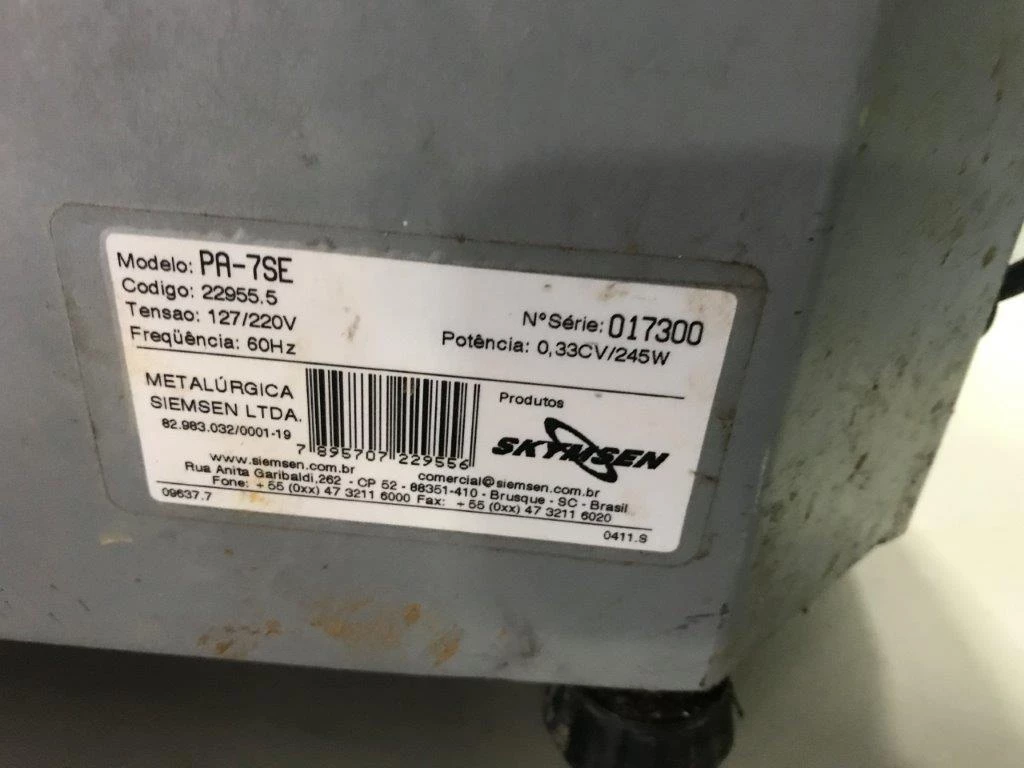 Modelo: PA-7SE
Codigo: 22955.5
Tensao: 127/220V
Freqüência: 60Hz
N° Série: 017300
Potência: 0,33CV/245W
METALÚRGICA
SIEMSEN LTDA.
82.983.032/0001-19
7 895707 229556
Produtos
SKYMSEN
www.siemsen.com.br comercial@siemsen.com.br
Rua Anita Garibaldi,262 - CP 52 - 88351-410 - Brusque - SC - Brasil
Fone: +55 (0xx) 47 3211 6000 Fax: +55 (0xx) 47 3211 6020
09637.7
0411.S